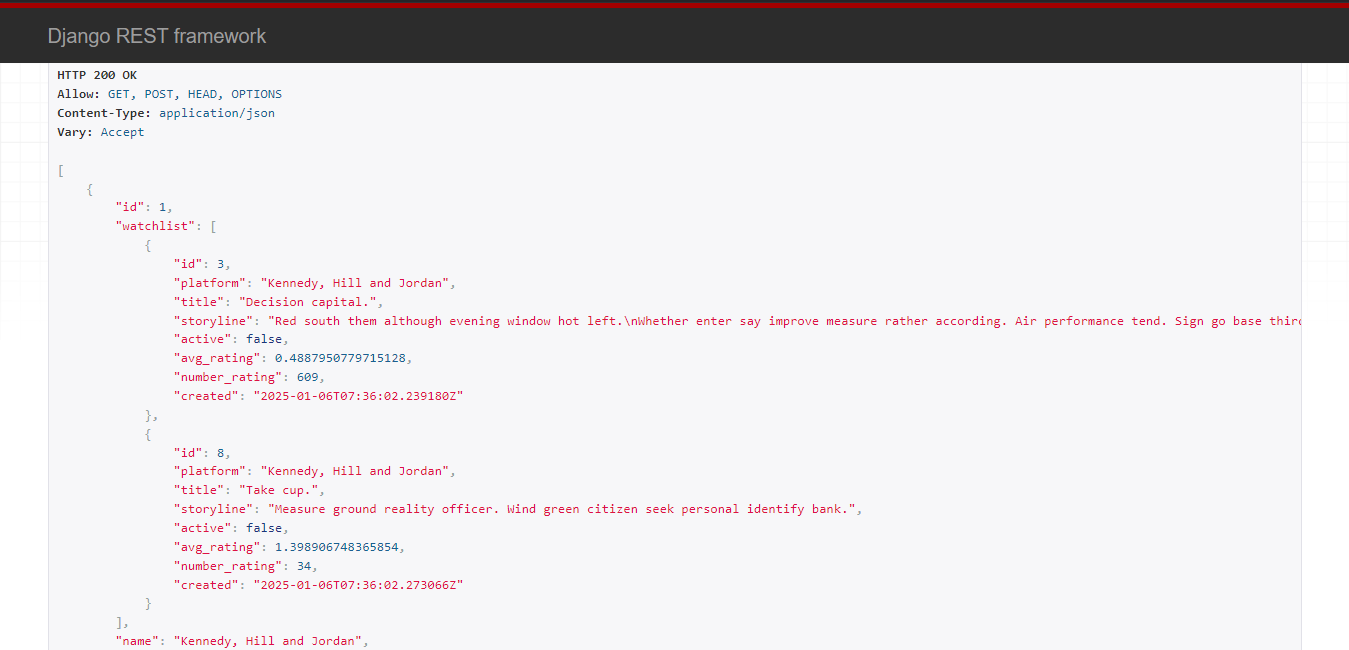 Django REST framework
HTTP 200 OK
Allow: GET, POST, HEAD, OPTIONS
Content-Type: application/json
Vary: Accept
[
{
"id": 1,
"watchlist": [
{
"id": 3,
"platform": "Kennedy, Hill and Jordan",
"title": "Decision capital.",
"storyline": "Red south them although evening window hot left.\nWhether enter say improve measure rather according. Air performance tend. Sign go base
"active": false,
"avg_rating": 0.4887950779715128,
"number_rating": 609,
"created": "2025-01-06T07:36:02.239180Z"
},
{
"id": 8,
"platform": "Kennedy, Hill and Jordan",
"title": "Take cup.",
"storyline": "Measure ground reality officer. Wind green citizen seek personal identify bank.",
"active": false,
"avg_rating": 1.398906748365854,
"number_rating": 34,
"created": "2025-01-06T07:36:02.273066Z"
}
],
"name": "Kennedy, Hill and Jordan",